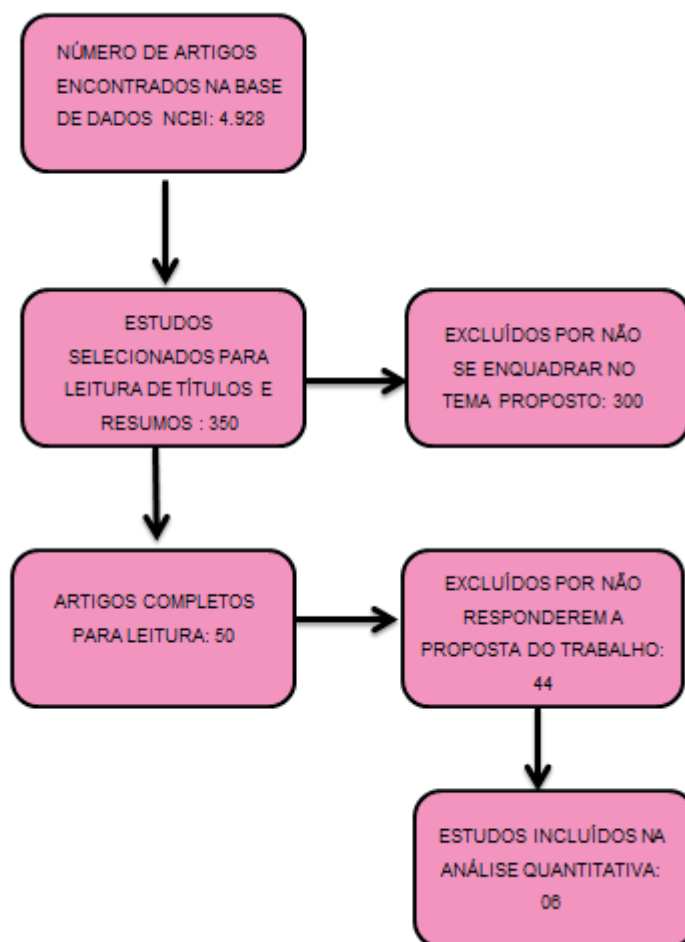 NÚMERO DE ARTIGOS
ENCONTRADOS NA BASE
DE DADOS NCBI: 4.928
ESTUDOS
SELECIONADOS PARA
LEITURA DE TÍTULOS E
RESUMOS : 350
EXCLUÍDOS POR NÃO
SE ENQUADRAR NO
TEMA PROPOSTO: 300
ARTIGOS COMPLETOS
PARA LEITURA: 50
EXCLUÍDOS POR NÃO
RESPONDEREM A
PROPOSTA DO TRABALHO:
44
ESTUDOS INCLUÍDOS NA
ANÁLISE QUANTITATIVA:
06